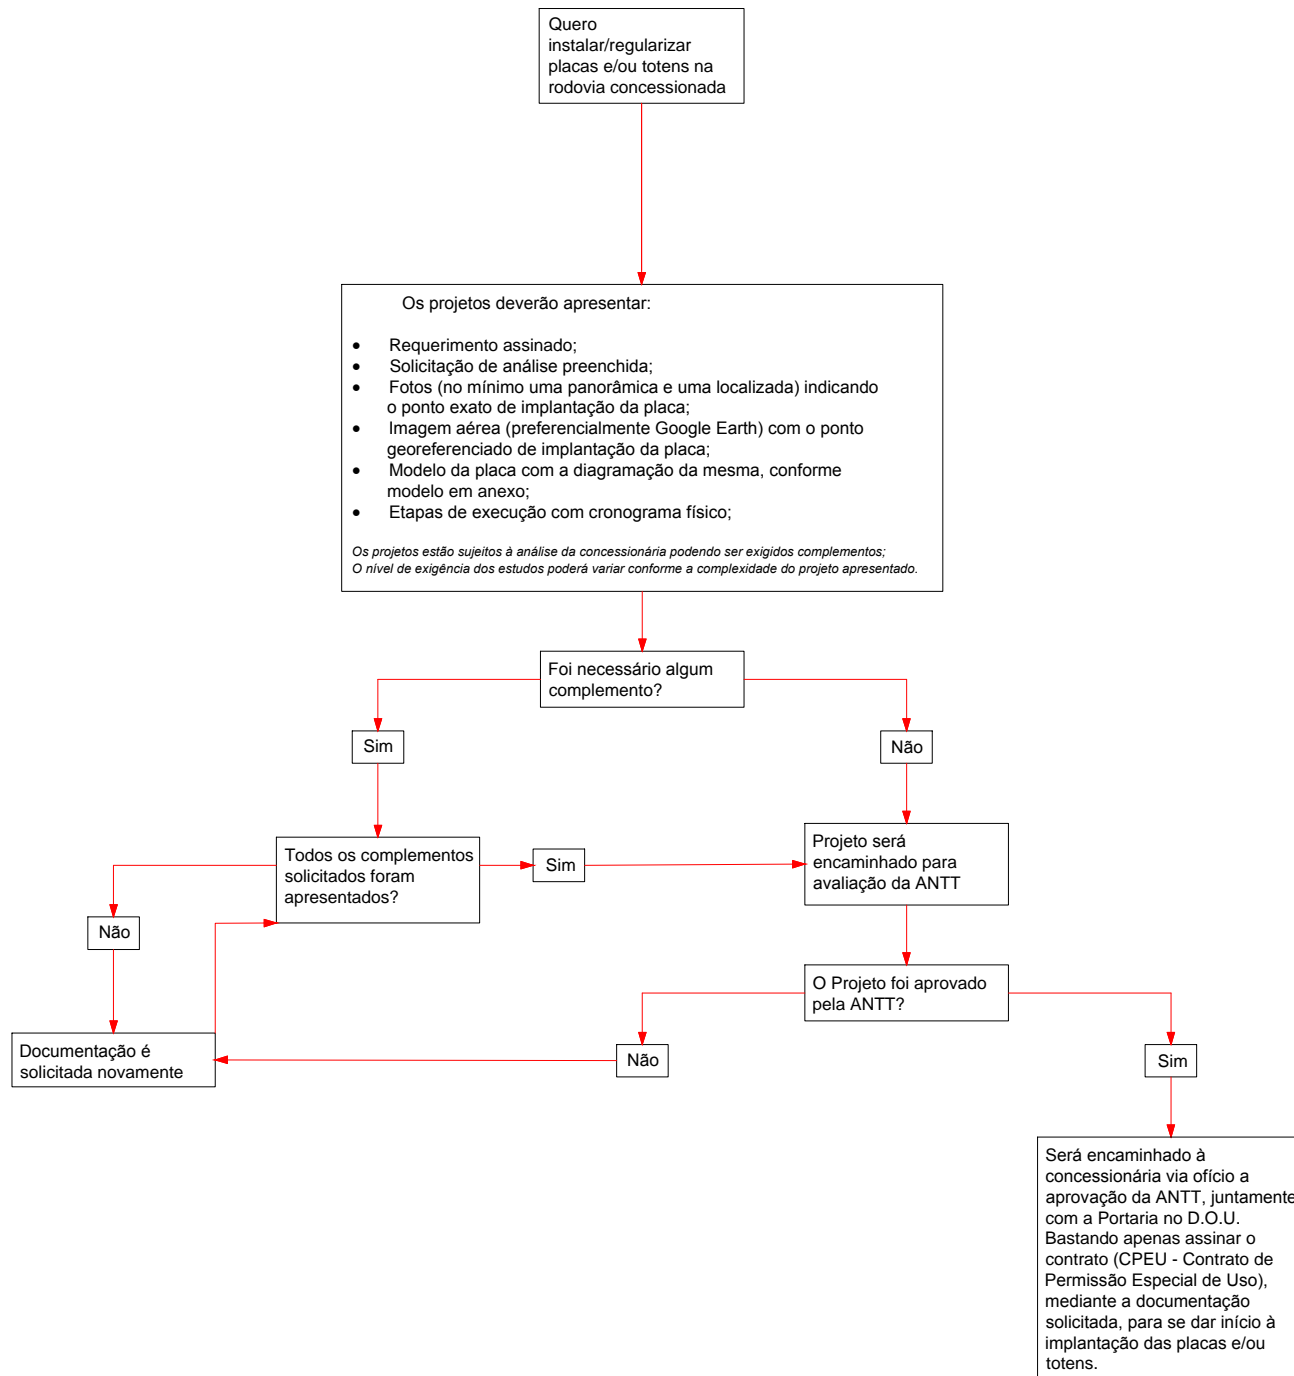 Quero
instalar/regularizar
placas e/ou totens na
rodovia concessionada
Os projetos deverão apresentar:
• Requerimento assinado;
• Solicitação de análise preenchida;
• Fotos (no mínimo uma panorâmica e uma localizada) indicando
o ponto exato de implantação da placa;
• Imagem aérea (preferencialmente Google Earth) com o ponto
georeferenciado de implantação da placa;
• Modelo da placa com a diagramação da mesma, conforme
modelo em anexo;
• Etapas de execução com cronograma físico;
Os projetos estão sujeitos à análise da concessionária podendo ser exigidos complementos;
O nível de exigência dos estudos poderá variar conforme a complexidade do projeto apresentado.
Foi necessário algum
complemento?
Sim
Não
Todos os complementos
solicitados foram
apresentados?
Sim
Projeto será
encaminhado para
avaliação da ANTT
Não
O Projeto foi aprovado
pela ANTT?
Documentação é
solicitada novamente
Não
Sim
Será encaminhado à
concessionária via ofício a
aprovação da ANTT, juntamente
com a Portaria no D.O.U.
Bastando apenas assinar o
contrato (CPEU - Contrato de
Permissão Especial de Uso),
mediante a documentação
solicitada, para se dar início à
implantação das placas e/ou
totens.